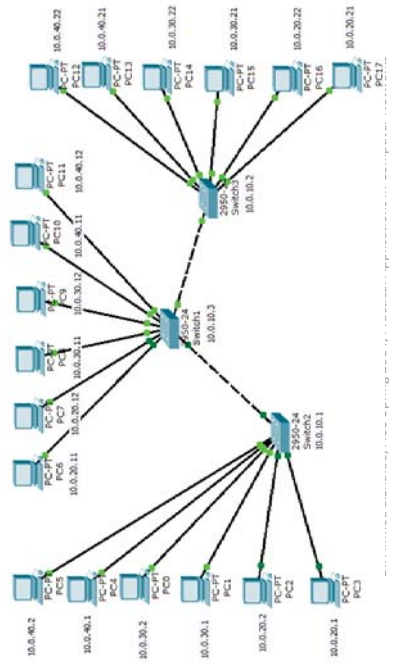 10.0.20.1
10.0.20.2
10.0.30.1
10.0.30.2
10.0.40.1
10.0.40.2
PC-PT
PC3
PC-PT
PC2
PC-PT
PC1
PC-PT
PC0
PC-PT
PC4
PC-PT
PC5
2950-24
Switch2
10.0.10.1
950-24
Switch1
10.0.10.3
PC-PT
PC6
10.0.20.11
PC-PT
PC7
10.0.20.12
PC-PT
10.0.30.11
PC-PT
PC9
10.0.30.12
PC-PT
PC10
10.0.40.11
PC-PT
PC11
10.0.40.12
Switch3
10.0.10.2
PC-PT
PC17
10.0.20.21
PC-PT
PC16
10.0.20.22
PC-PT
PC15
10.0.30.21
PC-PT
PC14
10.0.30.22
PC-PT
PC13
10.0.40.21
PC-PT
PC12
10.0.40.22